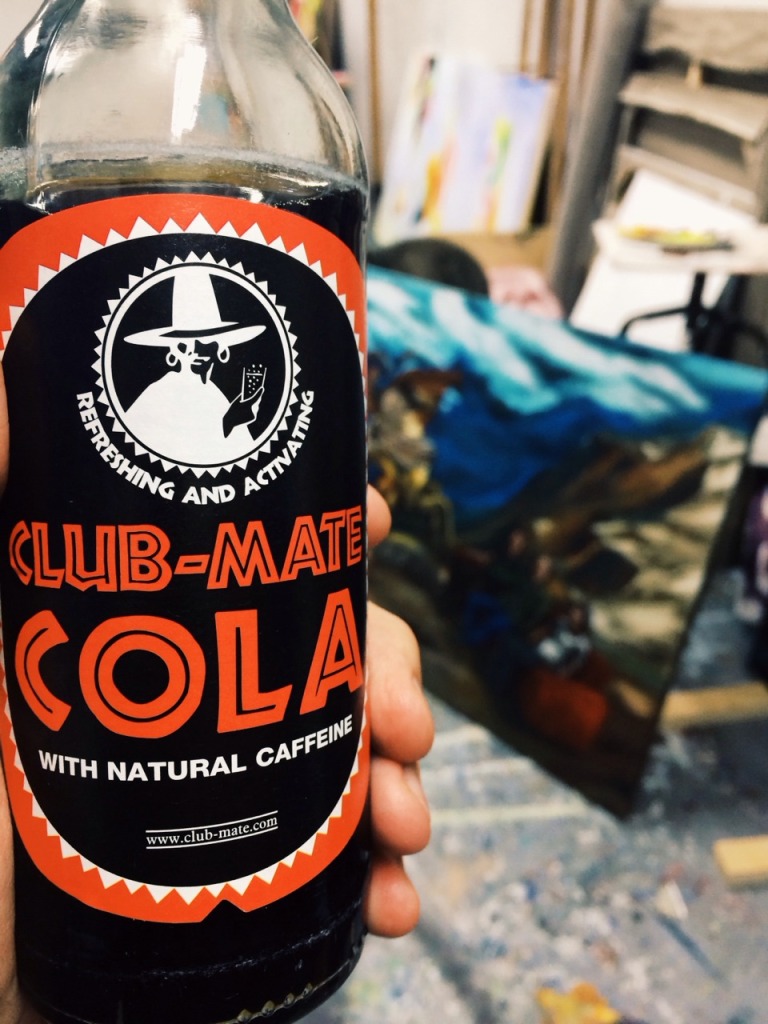 REFRESHING AND ACTIVATING
CLUB-MATE
COLA
WITH NATURAL CAFFEINE
www.club-mate.com